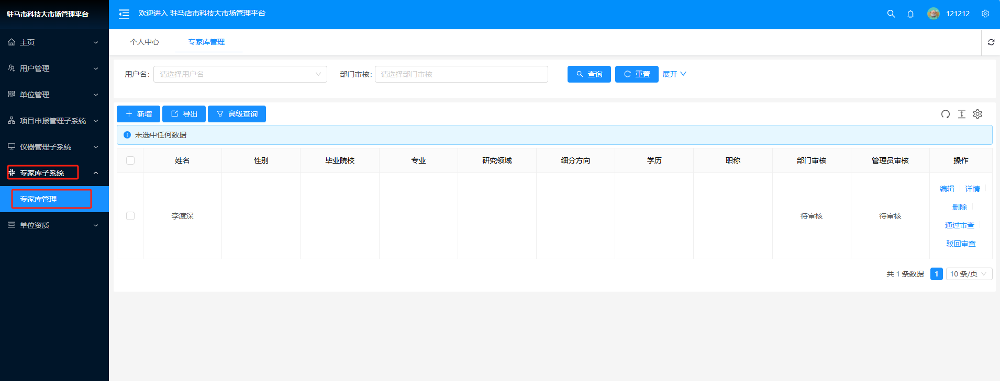 驻马市科技大市场管理平台
欢迎进入 驻马店市科技大市场管理平台
121212
主页
用户管理
单位管理
项目申报管理子系统
仪器管理子系统
专家库子系统
专家库管理
单位资质
个人中心
专家库管理
用户名: 请选择用户名
部门审核: 请选择部门审核
查询
重置
展开
新增
导出
高级查询
未选中任何数据
姓名 性别 毕业院校 专业 研究领域 细分方向 学历 职称 部门审核 管理员审核 操作
李渡深 待审核 待审核
编辑 详情
删除
通过审查
驳回审查
共 1 条数据 1 10 条/页